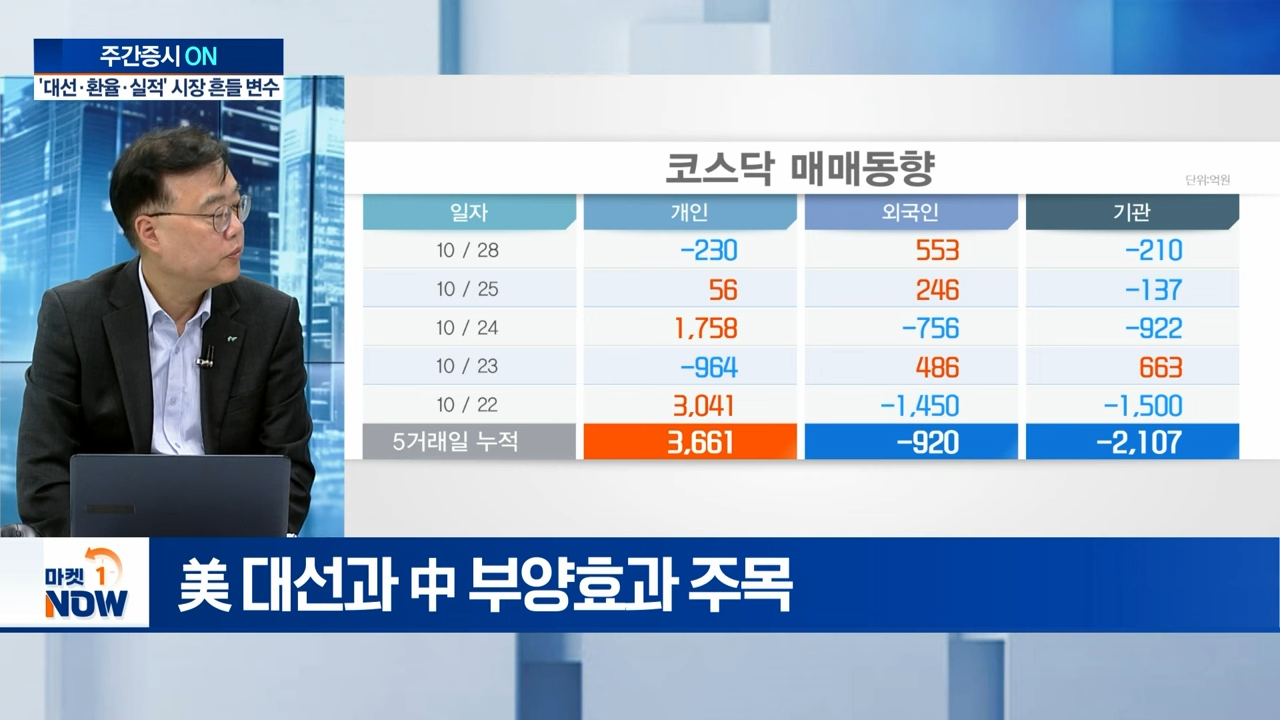 주간증시 ON
'대선·환율·실적' 시장 흔들 변수
코스닥 매매동향
단위:억원
일자 개인 외국인 기관
10 / 28 -230 553 -210
10 / 25 56 246 -137
10 / 24 1,758 -756 -922
10 / 23 -964 486 663
10 / 22 3,041 -1,450 -1,500
5거래일 누적 3,661 -920 -2,107
마켓 1
NOW
美 대선과 中 부양효과 주목